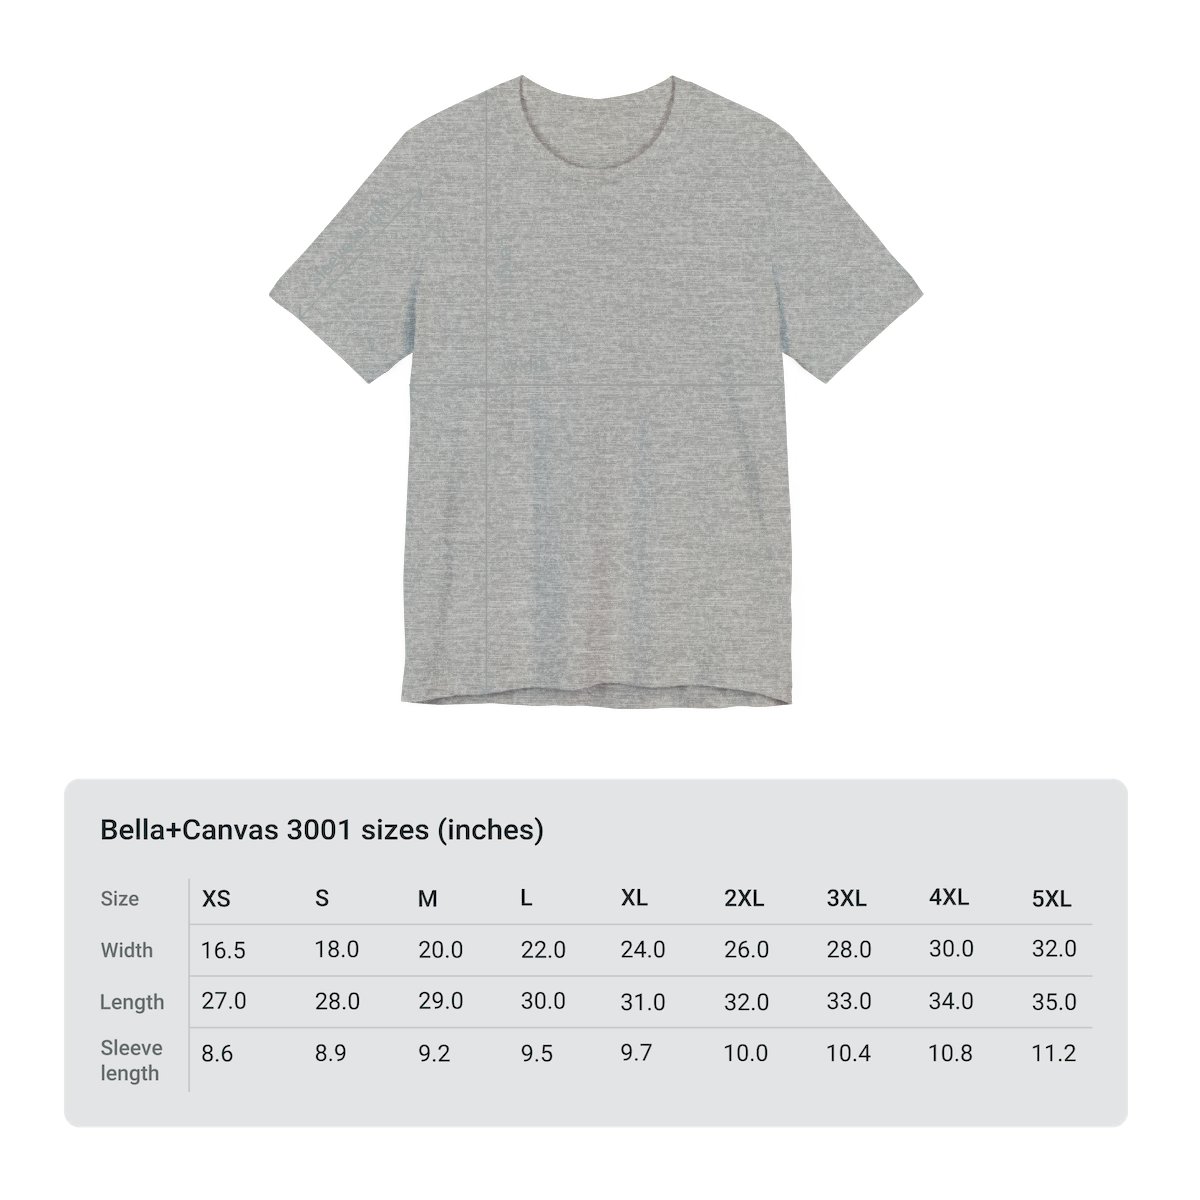 Bella+Canvas 3001 sizes (inches)
Size XS S M L XL 2XL 3XL 4XL 5XL
Width 16.5 18.0 20.0 22.0 24.0 26.0 28.0 30.0 32.0
Length 27.0 28.0 29.0 30.0 31.0 32.0 33.0 34.0 35.0
Sleeve length 8.6 8.9 9.2 9.5 9.7 10.0 10.4 10.8 11.2